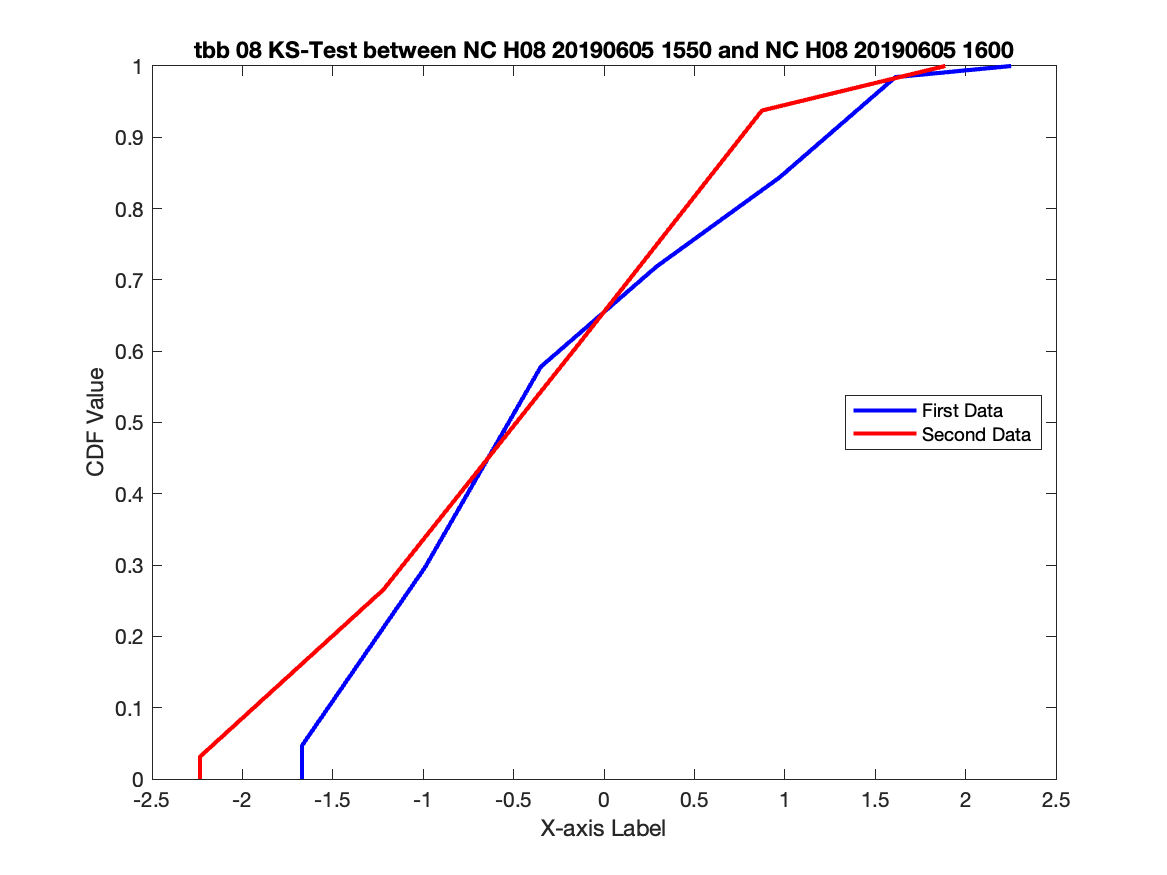 tbb 08 KS-Test between NC H08 20190605 1550 and NC H08 20190605 1600
1
0.9
0.8
0.7
0.6
0.5
0.4
0.3
0.2
0.1
0
CDF Value
First Data
Second Data
-2.5 -2 -1.5 -1 -0.5 0 0.5 1 1.5 2 2.5
X-axis Label